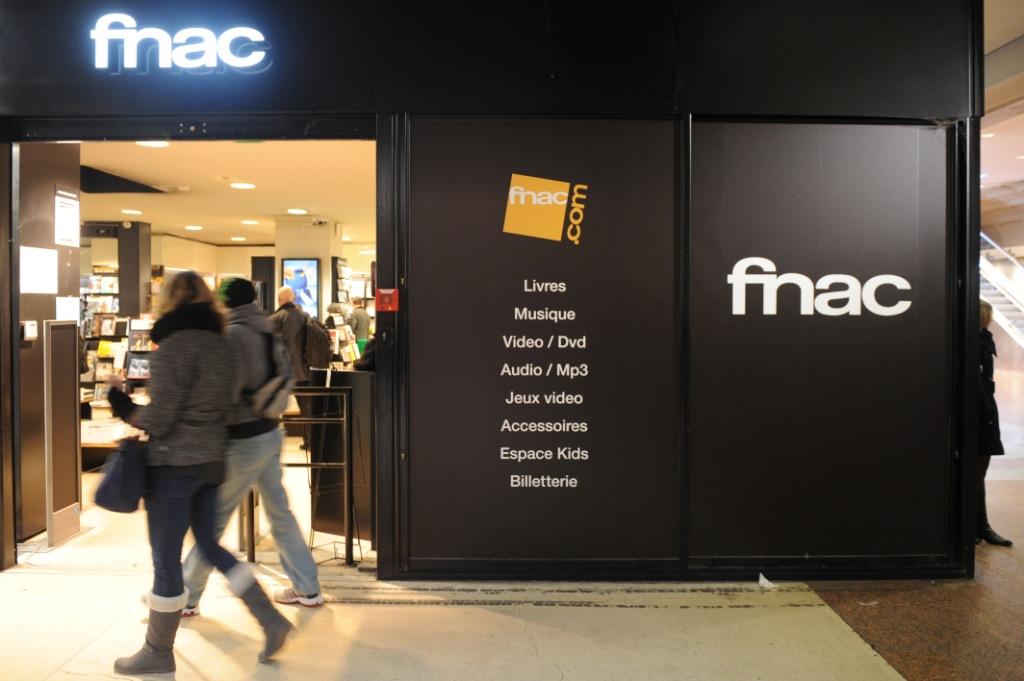 fnac
fnac
.com
Livres
Musique
Video / Dvd
Audio / Mp3
Jeux video
Accessoires
Espace Kids
Billetterie
fnac